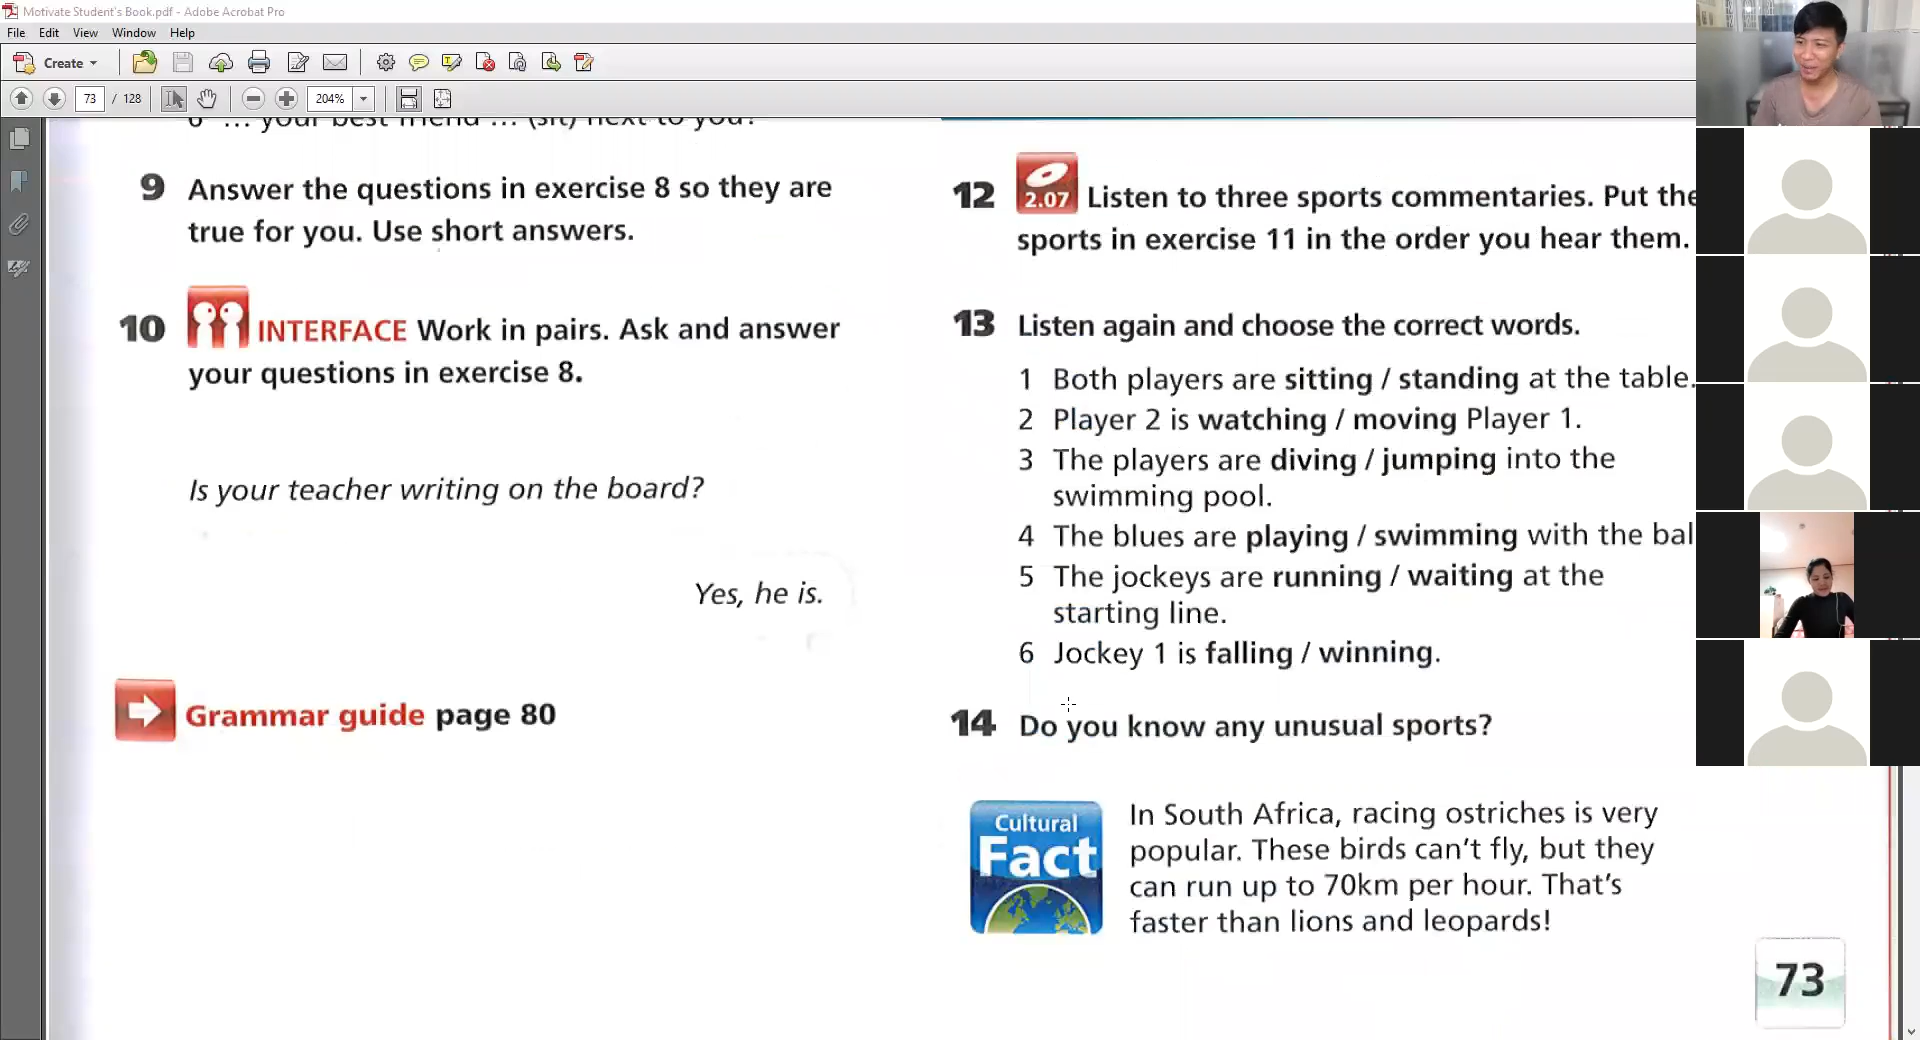 Motivate Student's Book.pdf - Adobe Acrobat Pro
File Edit View Window Help
Create
73 / 128 204%
6 ... your best friend ... (sit) next to you?
9 Answer the questions in exercise 8 so they are
true for you. Use short answers.
10 INTERFACE Work in pairs. Ask and answer
your questions in exercise 8.
Is your teacher writing on the board?
Yes, he is.
Grammar guide page 80
12 2.07 Listen to three sports commentaries. Put the
sports in exercise 11 in the order you hear them.
13 Listen again and choose the correct words.
1 Both players are sitting / standing at the table.
2 Player 2 is watching / moving Player 1.
3 The players are diving / jumping into the
swimming pool.
4 The blues are playing / swimming with the bal
5 The jockeys are running / waiting at the
starting line.
6 Jockey 1 is falling / winning.
14 Do you know any unusual sports?
Cultural
Fact
In South Africa, racing ostriches is very
popular. These birds can't fly, but they
can run up to 70km per hour. That's
faster than lions and leopards!
73